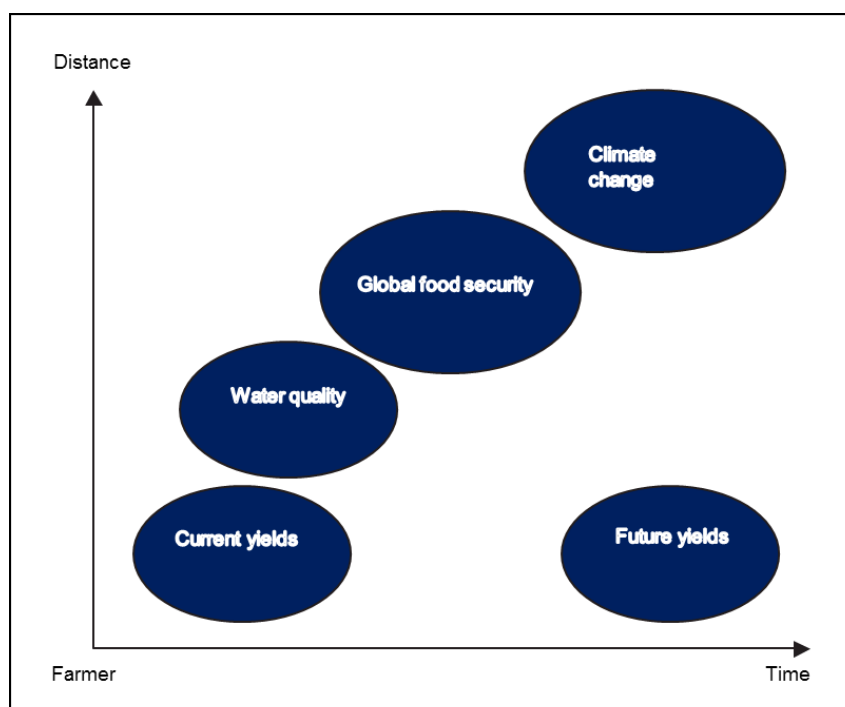 Distance
Climate
change
Global food security
Water quality
Current yields
Future yields
Farmer
Time